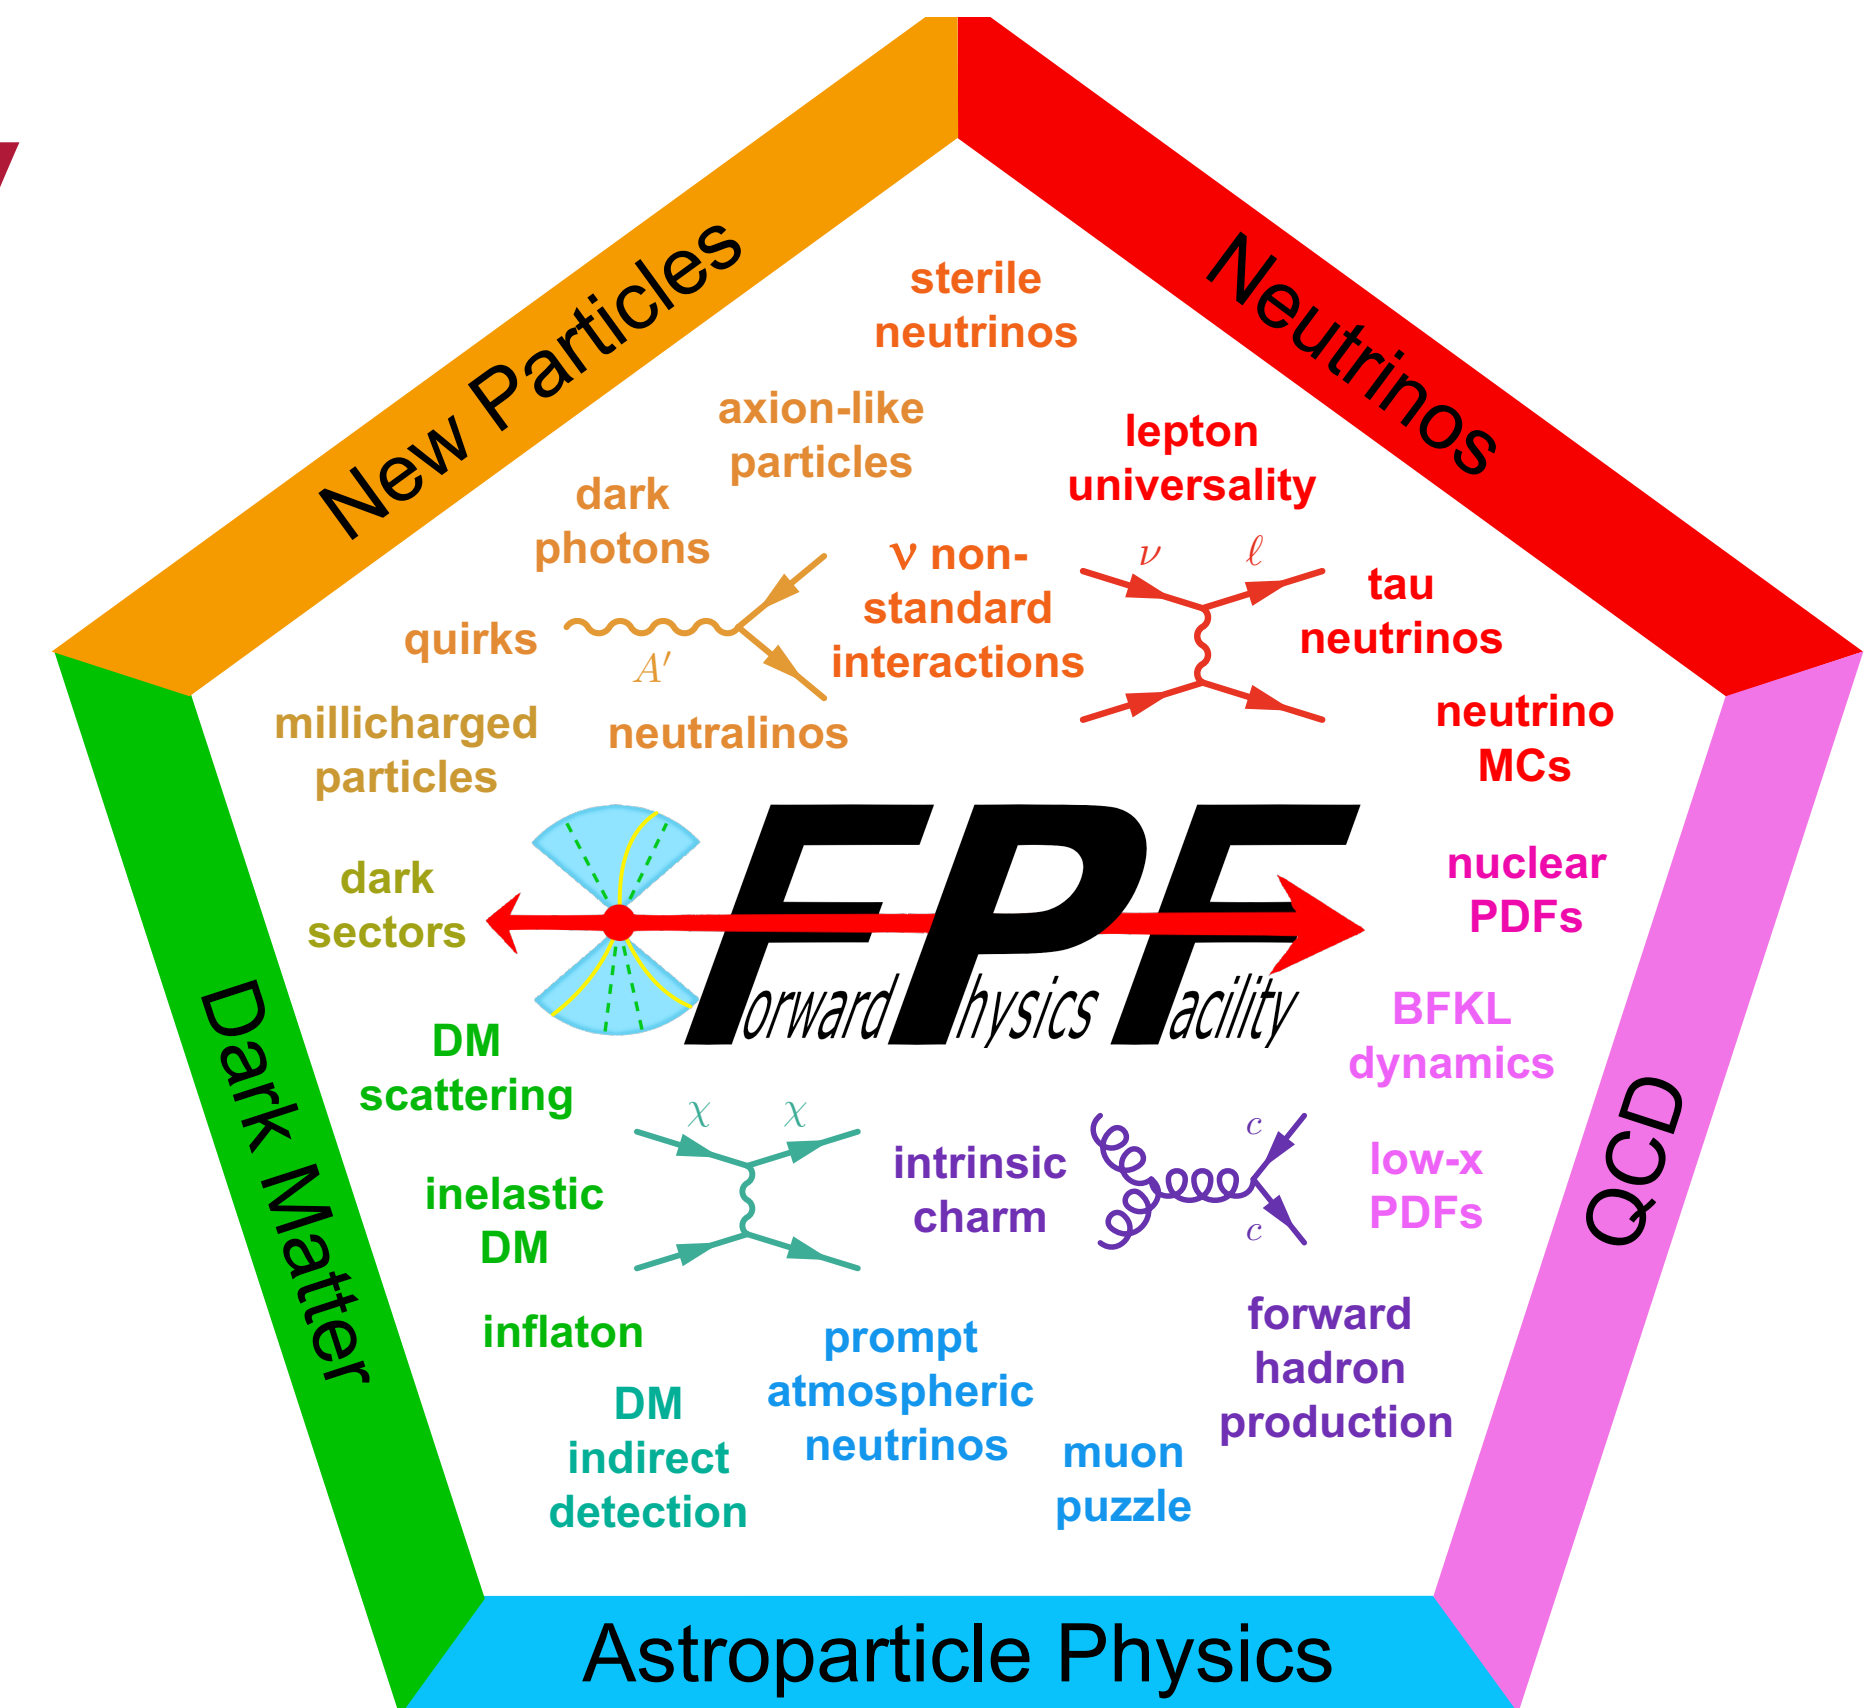 New Particles
Neutrinos
sterile
neutrinos
axion-like
particles
lepton
universality
dark
photons
ν non-
standard
interactions
ν ℓ
tau
neutrinos
quirks
A′
millicharged
particles
neutralinos
neutrino
MCs
dark
sectors
FPF
Forward Physics Facility
nuclear
PDFs
Dark Matter
DM
scattering
BFKL
dynamics
QCD
χ χ
inelastic
DM
intrinsic
charm
c
c
low-x
PDFs
inflaton
prompt
atmospheric
neutrinos
forward
hadron
production
DM
indirect
detection
muon
puzzle
Astroparticle Physics